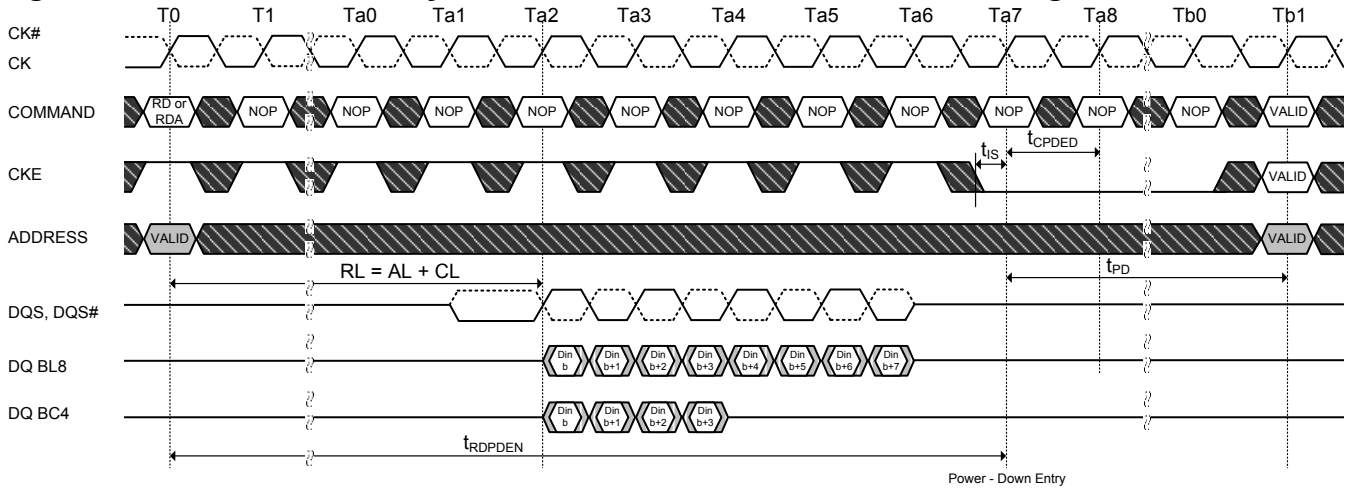 T0 T1 Ta0 Ta1 Ta2 Ta3 Ta4 Ta5 Ta6 Ta7 Ta8 Tb0 Tb1
CK#
CK
COMMAND RD or RDA NOP NOP NOP NOP NOP NOP NOP NOP NOP NOP NOP VALID
tIS tCPDED
CKE VALID
ADDRESS VALID VALID
RL = AL + CL tPD
DQS, DQS#
DQ BL8 Din b Din b+1 Din b+2 Din b+3 Din b+4 Din b+5 Din b+6 Din b+7
DQ BC4 Din b Din b+1 Din b+2 Din b+3
tRDPDEN
Power - Down Entry